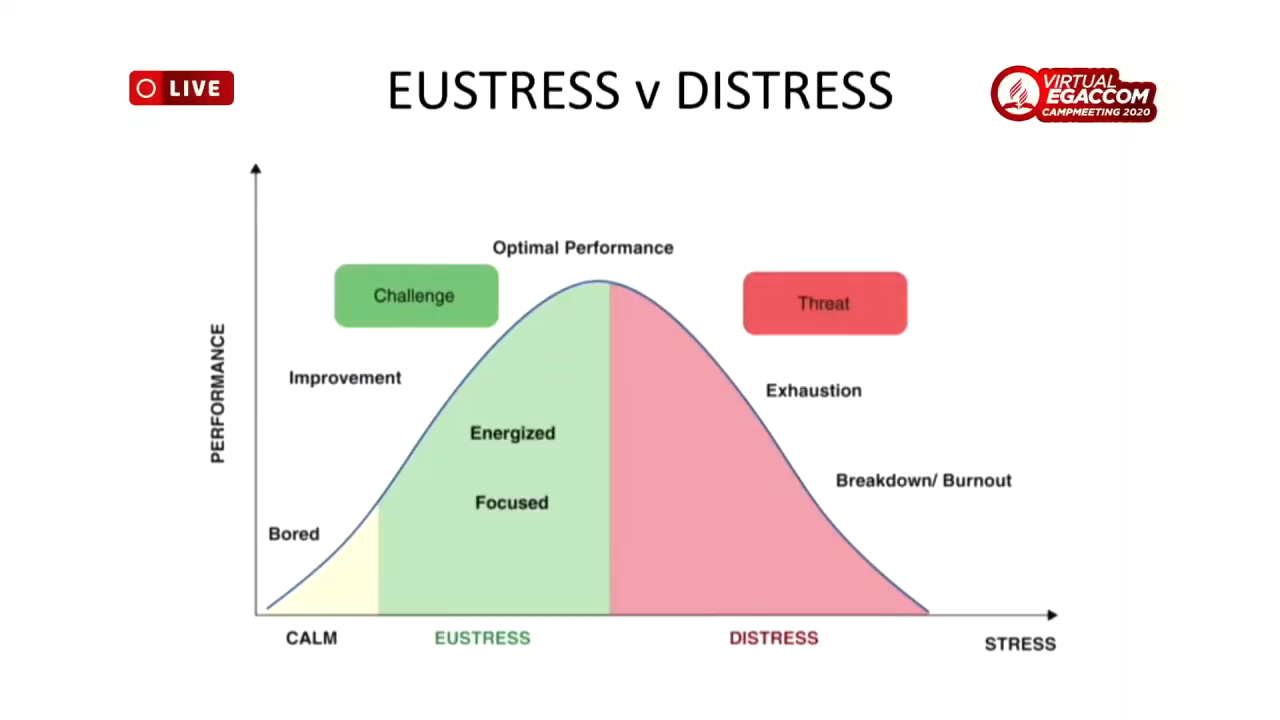 LIVE
EUSTRESS v DISTRESS
VIRTUAL
EGACCOM
CAMPMEETING 2020
Optimal Performance
Challenge
Threat
Improvement
Exhaustion
PERFORMANCE
Energized
Breakdown/ Burnout
Focused
Bored
CALM
EUSTRESS
DISTRESS
STRESS